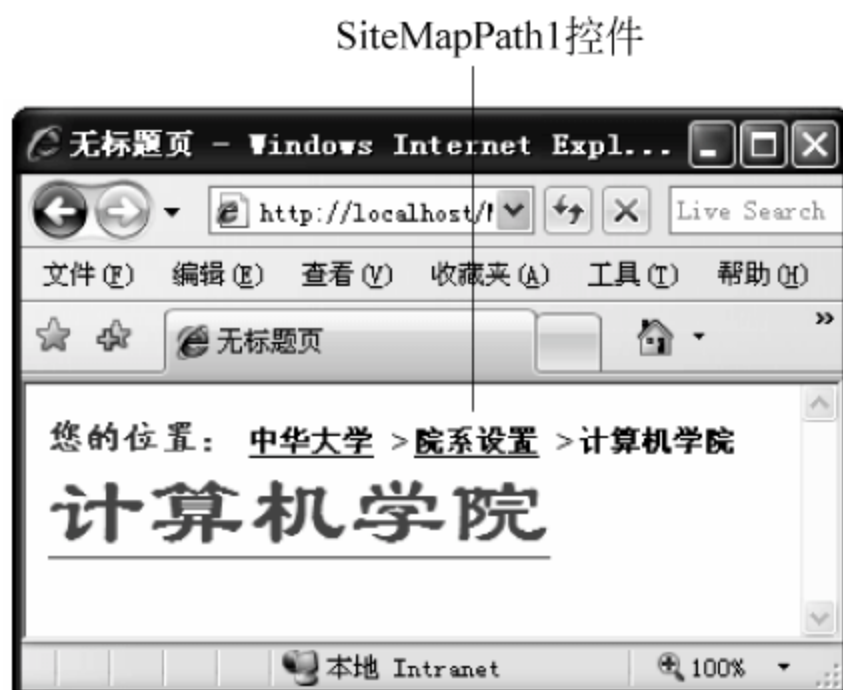 SiteMapPath1控件
无标题页 - Windows Internet Expl...
http://localhost/ Live Search
文件(F) 编辑(E) 查看(V) 收藏夹(A) 工具(T) 帮助(H)
无标题页 »
您的位置： 中华大学 >院系设置 >计算机学院
计算机学院
本地 Intranet 100%